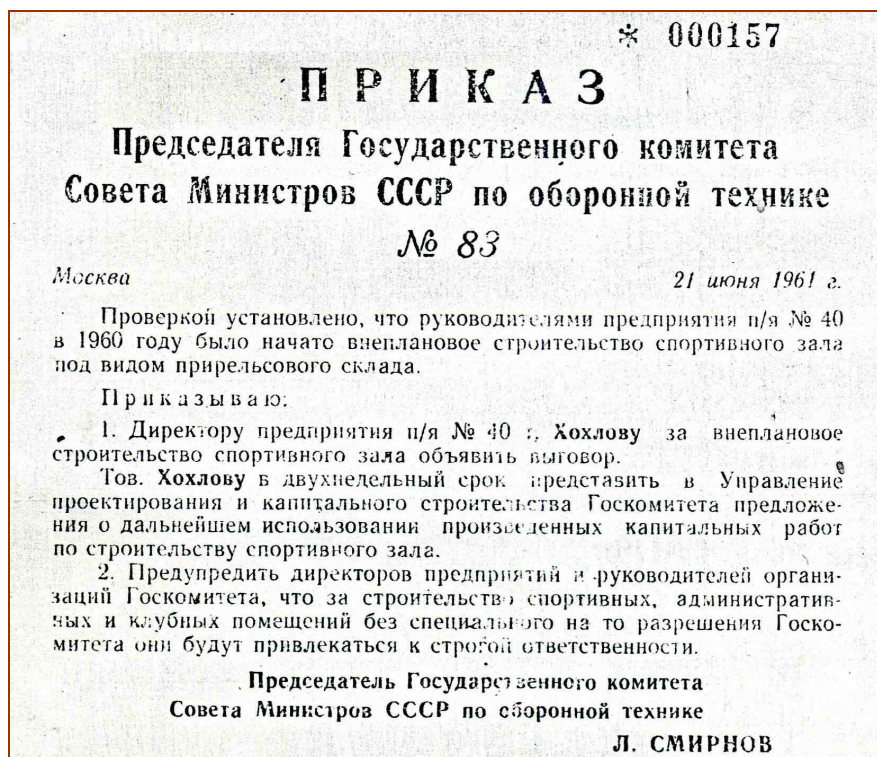 * 000157
ПРИКАЗ
Председателя Государственного комитета
Совета Министров СССР по оборонной технике
№ 83
Москва 21 июня 1961 г.
Проверкой установлено, что руководителями предприятия п/я № 40
в 1960 году было начато внеплановое строительство спортивного зала
под видом прирельсового склада.
Приказываю:
1. Директору предприятия п/я № 40 т. Хохлову за внеплановое
строительство спортивного зала объявить выговор.
Тов. Хохлову в двухнедельный срок представить в Управление
проектирования и капитального строительства Госкомитета предложе-
ния о дальнейшем использовании произведенных капитальных работ
по строительству спортивного зала.
2. Предупредить директоров предприятий и руководителей органи-
заций Госкомитета, что за строительство спортивных, административ-
ных и клубных помещений без специального на то разрешения Госко-
митета они будут привлекаться к строгой ответственности.
Председатель Государственного комитета
Совета Министров СССР по оборонной технике
Л. СМИРНОВ